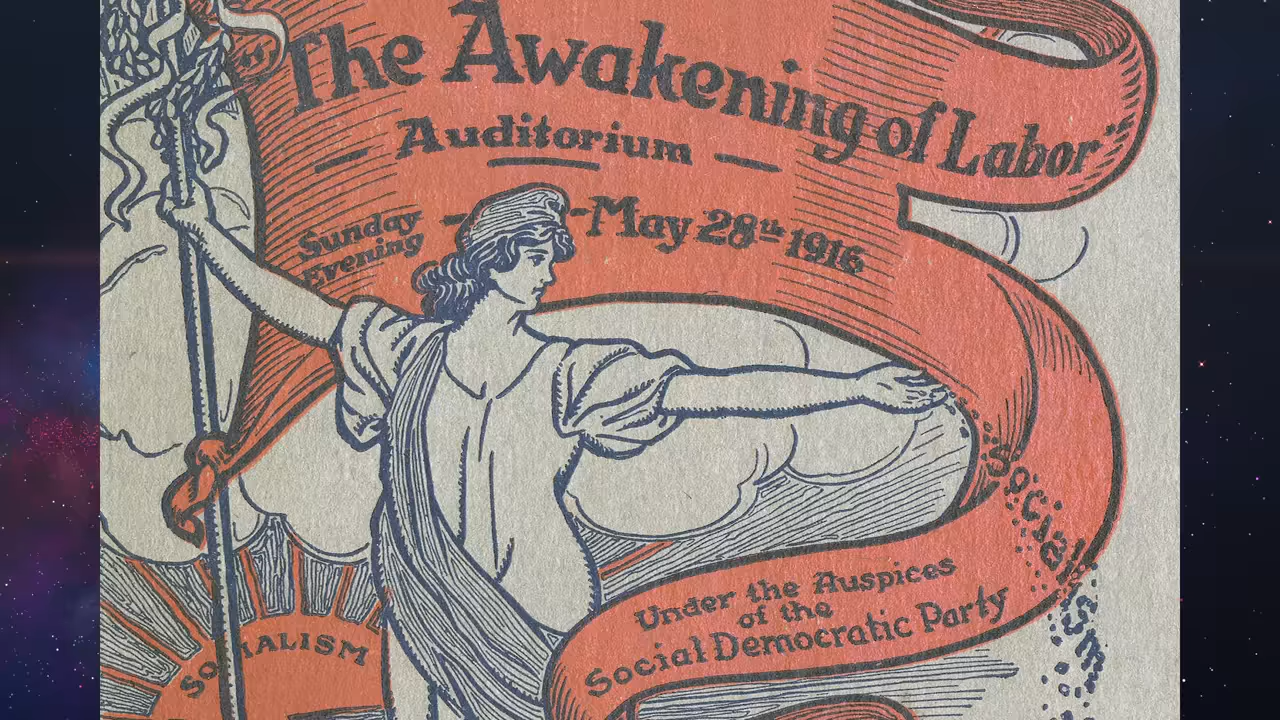 The Awakening of Labor
Auditorium
Sunday
Evening
May 28th 1916
Socialism
Under the Auspices
of the
Social Democratic Party
SOCIALISM